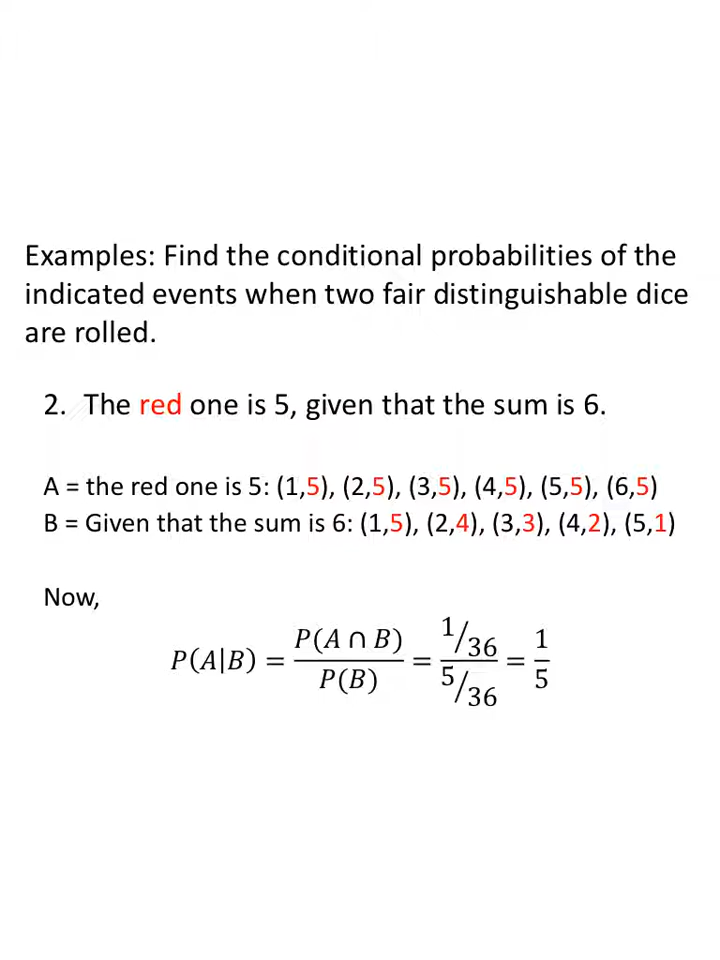 Examples: Find the conditional probabilities of the
indicated events when two fair distinguishable dice
are rolled.
2. The red one is 5, given that the sum is 6.
A = the red one is 5: (1,5), (2,5), (3,5), (4,5), (5,5), (6,5)
B = Given that the sum is 6: (1,5), (2,4), (3,3), (4,2), (5,1)
Now,
P(A|B) = P(A ∩ B)/P(B) = (1/36)/(5/36) = 1/5